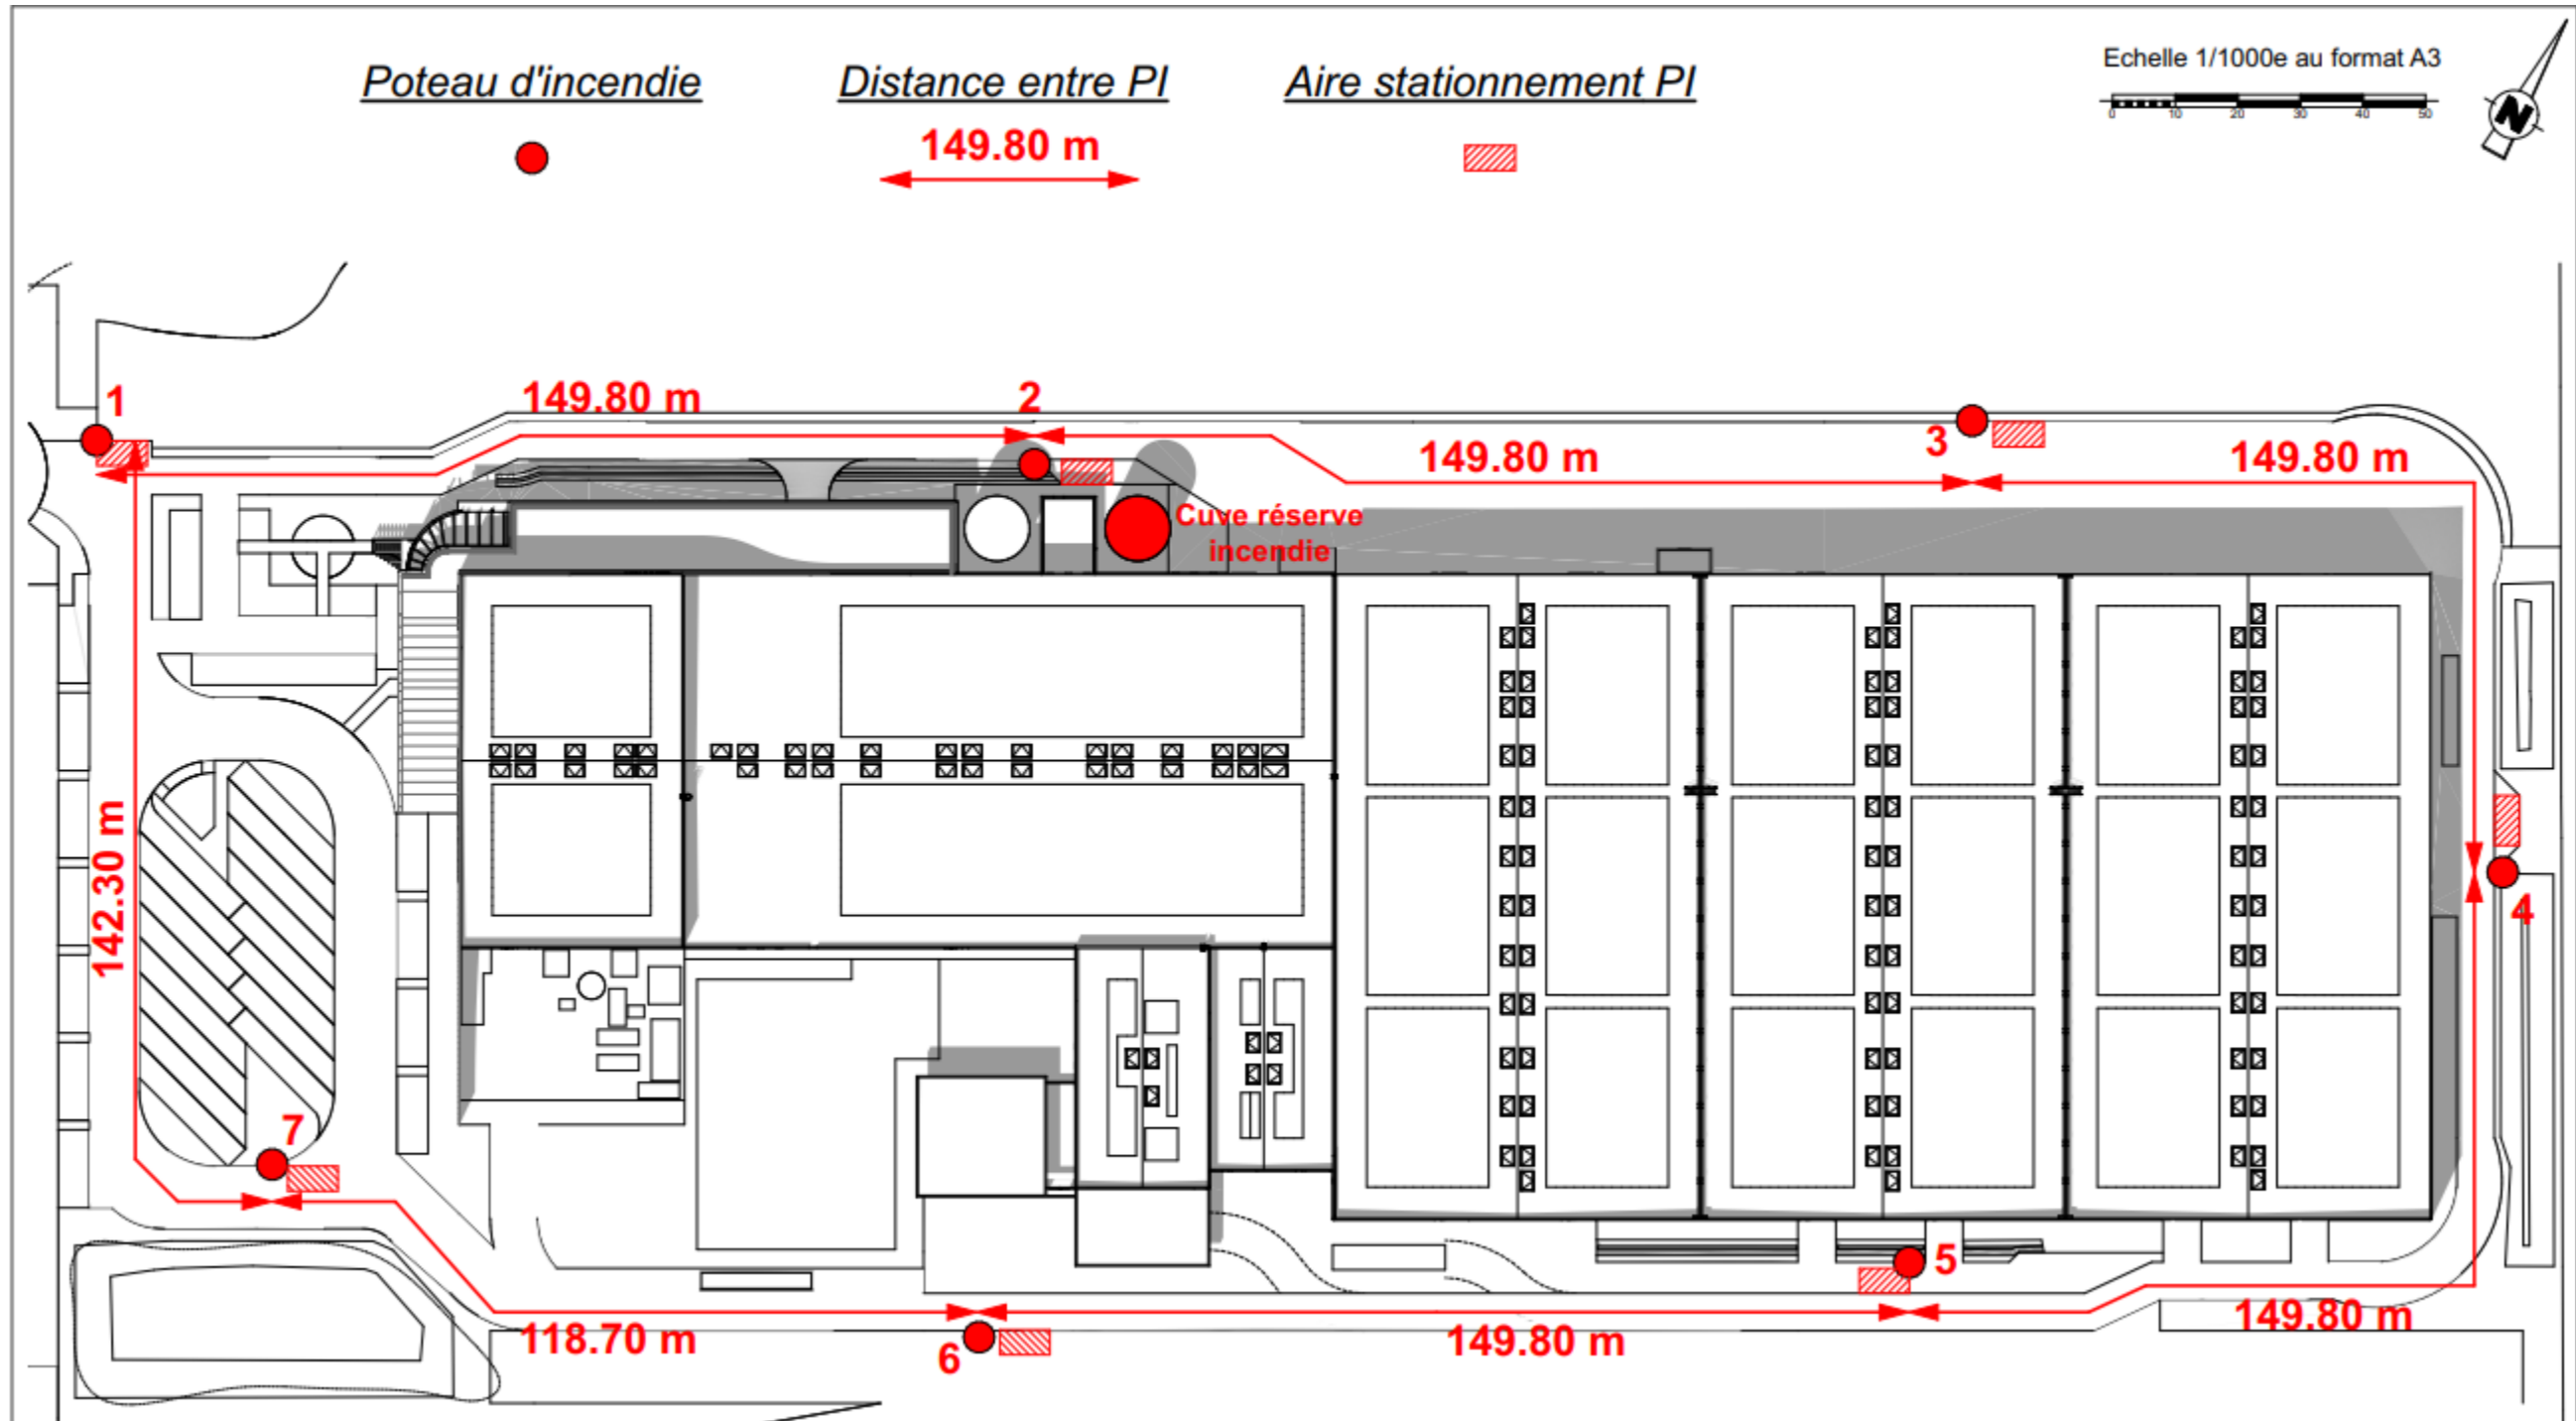 Poteau d'incendie
Distance entre PI
Aire stationnement PI
Echelle 1/1000e au format A3
149.80 m
0 10 20 30 40 50
N
1
149.80 m
2
149.80 m
3
149.80 m
Cuve réserve
incendie
142.30 m
4
7
5
118.70 m
6
149.80 m
149.80 m